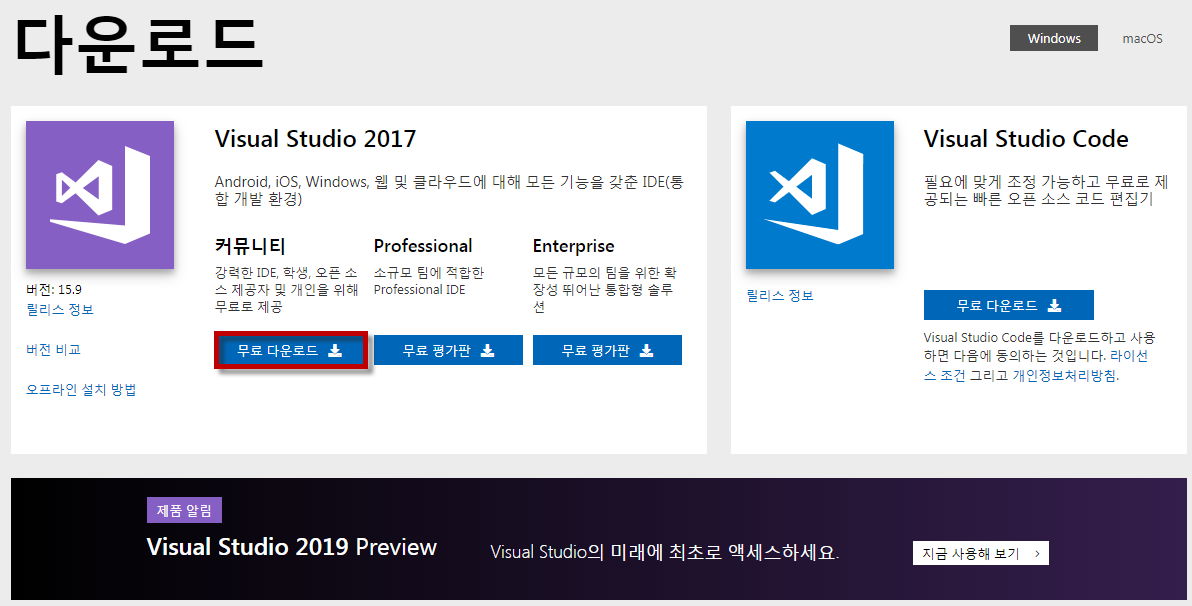 다운로드
Windows
macOS
Visual Studio 2017
Android, iOS, Windows, 웹 및 클라우드에 대해 모든 기능을 갖춘 IDE(통
합 개발 환경)
커뮤니티
강력한 IDE, 학생, 오픈 소
스 제공자 및 개인을 위해
무료로 제공
무료 다운로드
Professional
소규모 팀에 적합한
Professional IDE
무료 평가판
Enterprise
모든 규모의 팀을 위한 확
장성 뛰어난 통합형 솔루
션
무료 평가판
버전: 15.9
릴리스 정보
버전 비교
오프라인 설치 방법
Visual Studio Code
필요에 맞게 조정 가능하고 무료로 제
공되는 빠른 오픈 소스 코드 편집기
릴리스 정보
무료 다운로드
Visual Studio Code를 다운로드하고 사용
하면 다음에 동의하는 것입니다. 라이선
스 조건 그리고 개인정보처리방침.
제품 알림
Visual Studio 2019 Preview
Visual Studio의 미래에 최초로 액세스하세요.
지금 사용해 보기 ›